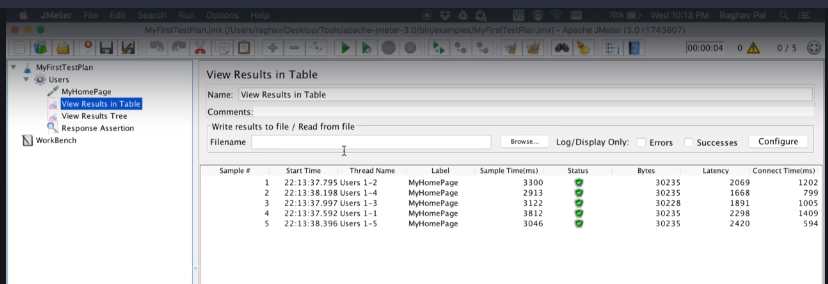 JMeter File Edit Search Run Options Help 78% Wed 10:13 PM Raghav Pal
MyFirstTestPlan.jmx (/Users/raghav/Desktop/Tools/apache-jmeter-3.0/bin/examples/MyFirstTestPlan.jmx) - Apache JMeter (3.0 r1743807)
00:00:04 0 0 / 5
MyFirstTestPlan
Users
MyHomePage
View Results in Table
View Results Tree
Response Assertion
WorkBench
View Results in Table
Name: View Results in Table
Comments:
Write results to file / Read from file
Filename Browse... Log/Display Only: Errors Successes Configure
Sample # Start Time Thread Name Label Sample Time(ms) Status Bytes Latency Connect Time(ms)
1 22:13:37.795 Users 1-2 MyHomePage 3300 30235 2069 1202
2 22:13:38.198 Users 1-4 MyHomePage 2913 30235 1668 799
3 22:13:37.997 Users 1-3 MyHomePage 3122 30228 1891 1005
4 22:13:37.592 Users 1-1 MyHomePage 3812 30235 2298 1409
5 22:13:38.396 Users 1-5 MyHomePage 3046 30235 2420 594